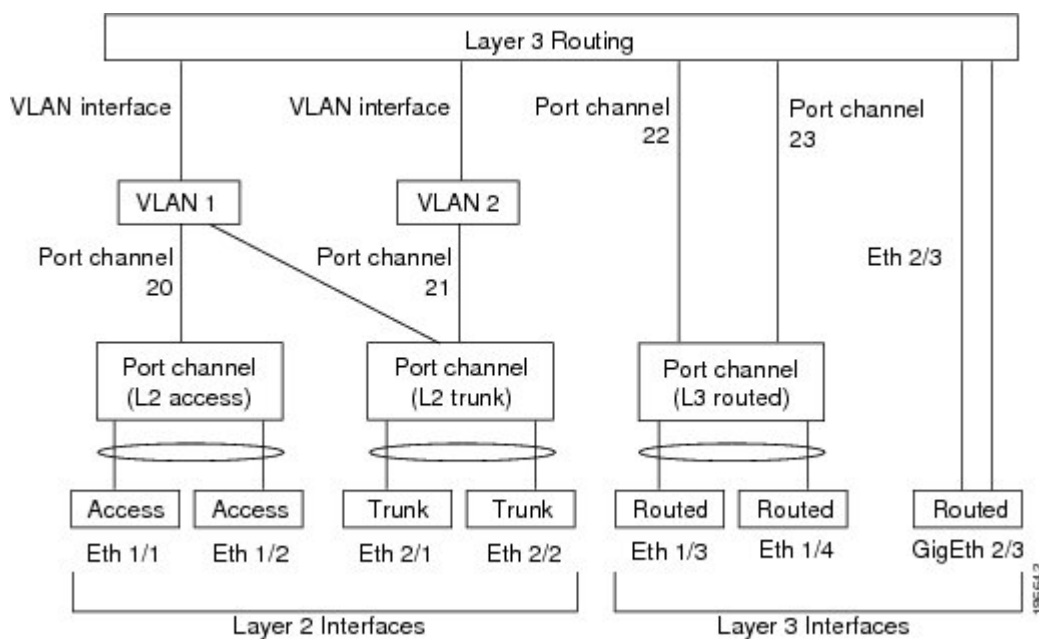 Layer 3 Routing
VLAN interface
VLAN interface
Port channel
22
Port channel
23
VLAN 1
VLAN 2
Port channel
20
Port channel
21
Eth 2/3
Port channel
(L2 access)
Port channel
(L2 trunk)
Port channel
(L3 routed)
Access
Access
Trunk
Trunk
Routed
Routed
Routed
Eth 1/1
Eth 1/2
Eth 2/1
Eth 2/2
Eth 1/3
Eth 1/4
GigEth 2/3
Layer 2 Interfaces
Layer 3 Interfaces